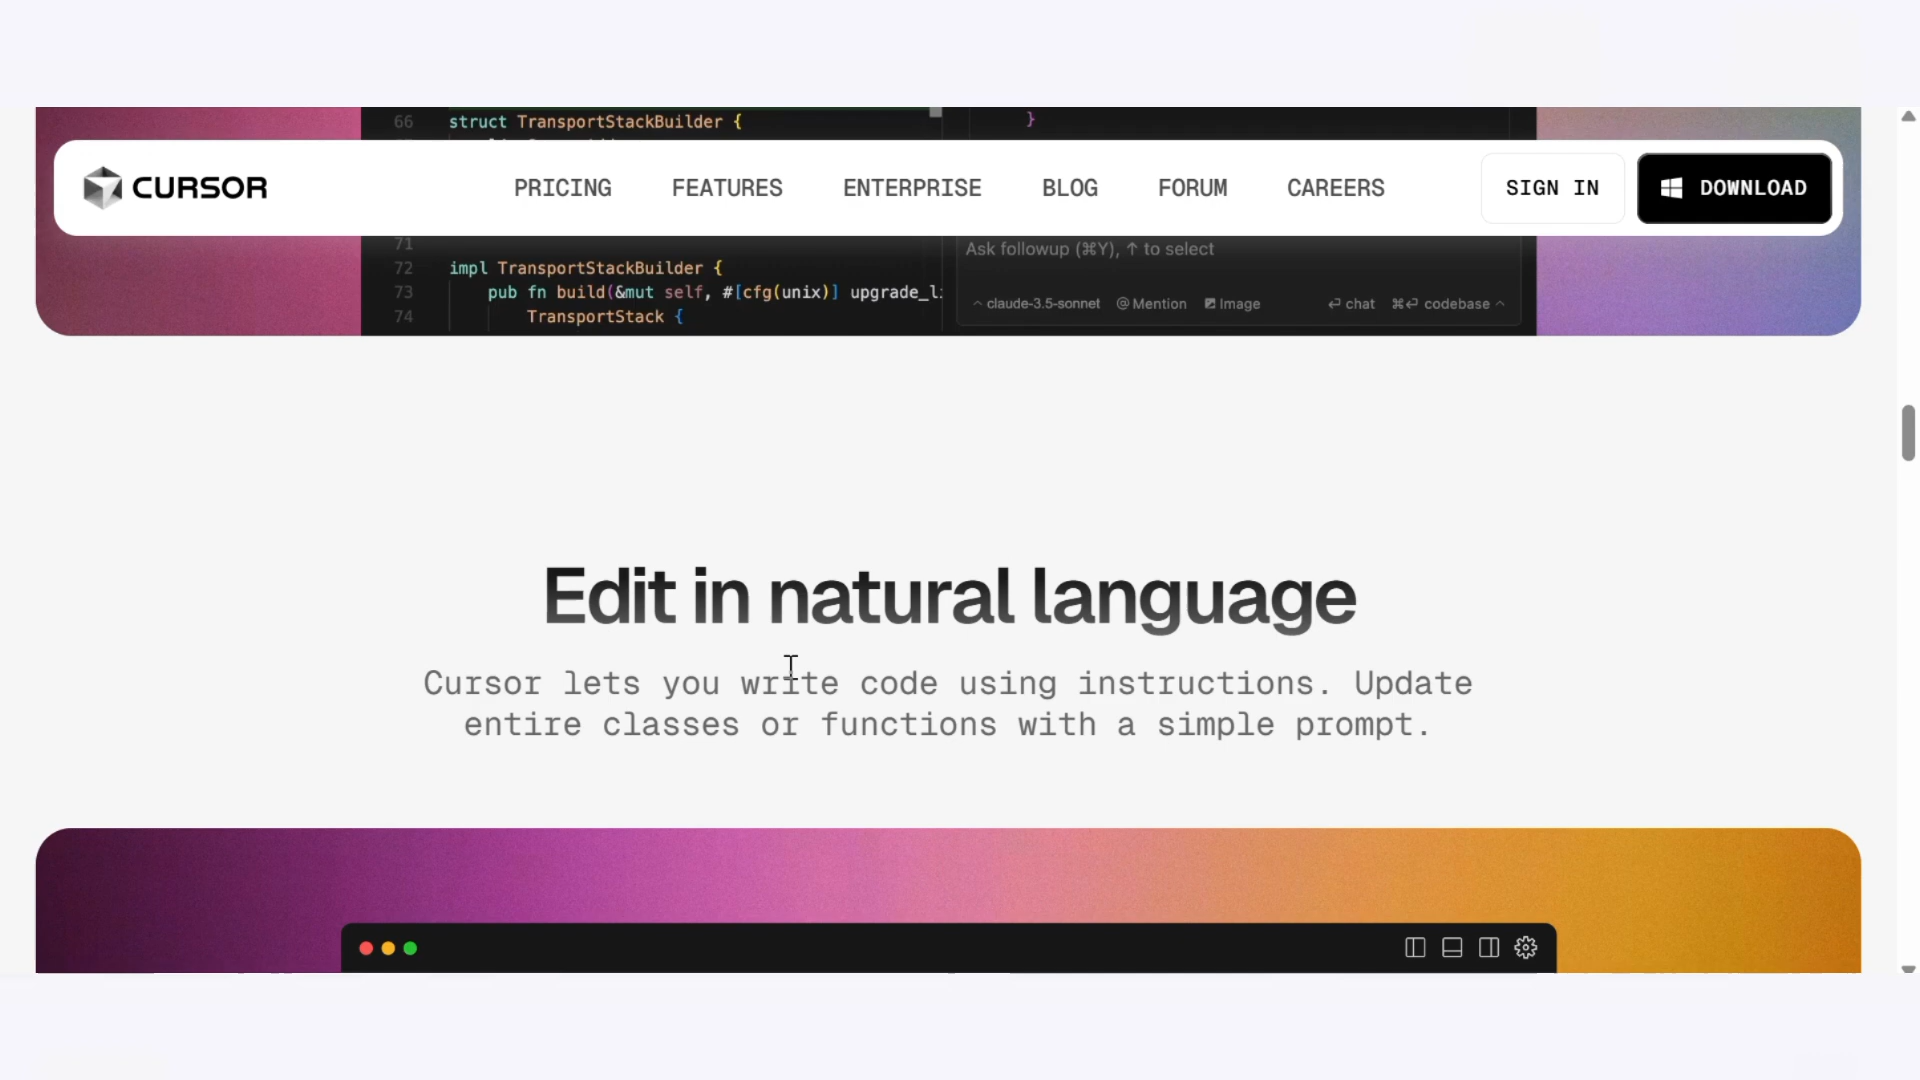 66 struct TransportStackBuilder {
}
CURSOR
PRICING
FEATURES
ENTERPRISE
BLOG
FORUM
CAREERS
SIGN IN
DOWNLOAD
71
72 impl TransportStackBuilder {
73 pub fn build(&mut self, #[cfg(unix)] upgrade_l
74 TransportStack {
Ask followup (⌘Y), ↑ to select
^ claude-3.5-sonnet @ Mention Image
⏎ chat ⌘⏎ codebase ^
Edit in natural language
Cursor lets you write code using instructions. Update
entire classes or functions with a simple prompt.